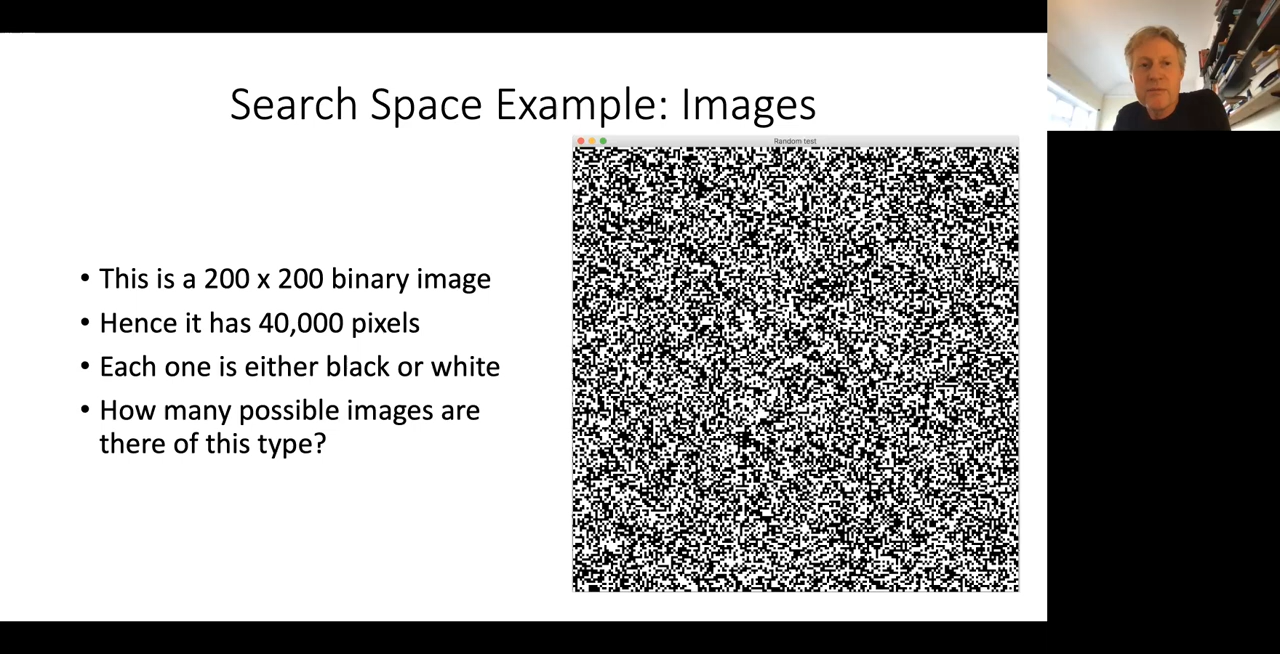 Search Space Example: Images
Random test
• This is a 200 x 200 binary image
• Hence it has 40,000 pixels
• Each one is either black or white
• How many possible images are
there of this type?